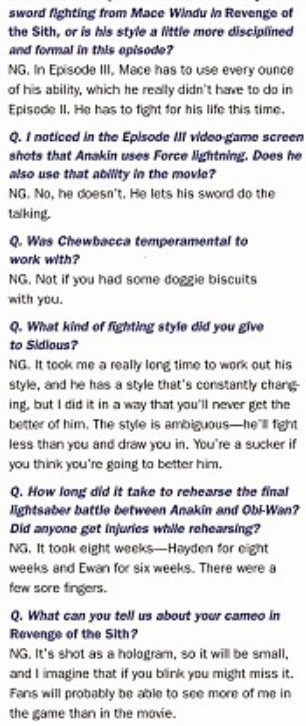 sword fighting from Mace Windu in Revenge of
the Sith, or is his style a little more disciplined
and formal in this episode?
NG. In Episode III, Mace has to use every ounce
of his ability, which he really didn't have to do in
Episode II. He has to fight for his life this time.
Q. I noticed in the Episode III video-game screen
shots that Anakin uses Force lightning. Does he
also use that ability in the movie?
NG. No, he doesn't. He lets his sword do the
talking.
Q. Was Chewbacca temperamental to
work with?
NG. Not if you had some doggie biscuits
with you.
Q. What kind of fighting style did you give
to Sidious?
NG. It took me a really long time to work out his
style, and he has a style that's constantly chang-
ing, but I did it in a way that you'll never get the
better of him. The style is ambiguous—he'll fight
less than you and draw you in. You're a sucker if
you think you're going to better him.
Q. How long did it take to rehearse the final
lightsaber battle between Anakin and Obi-Wan?
Did anyone get injuries while rehearsing?
NG. It took eight weeks—Hayden for eight
weeks and Ewan for six weeks. There were a
few sore fingers.
Q. What can you tell us about your cameo in
Revenge of the Sith?
NG. It's shot as a hologram, so it will be small,
and I imagine that if you blink you might miss it.
Fans will probably be able to see more of me in
the game than in the movie.